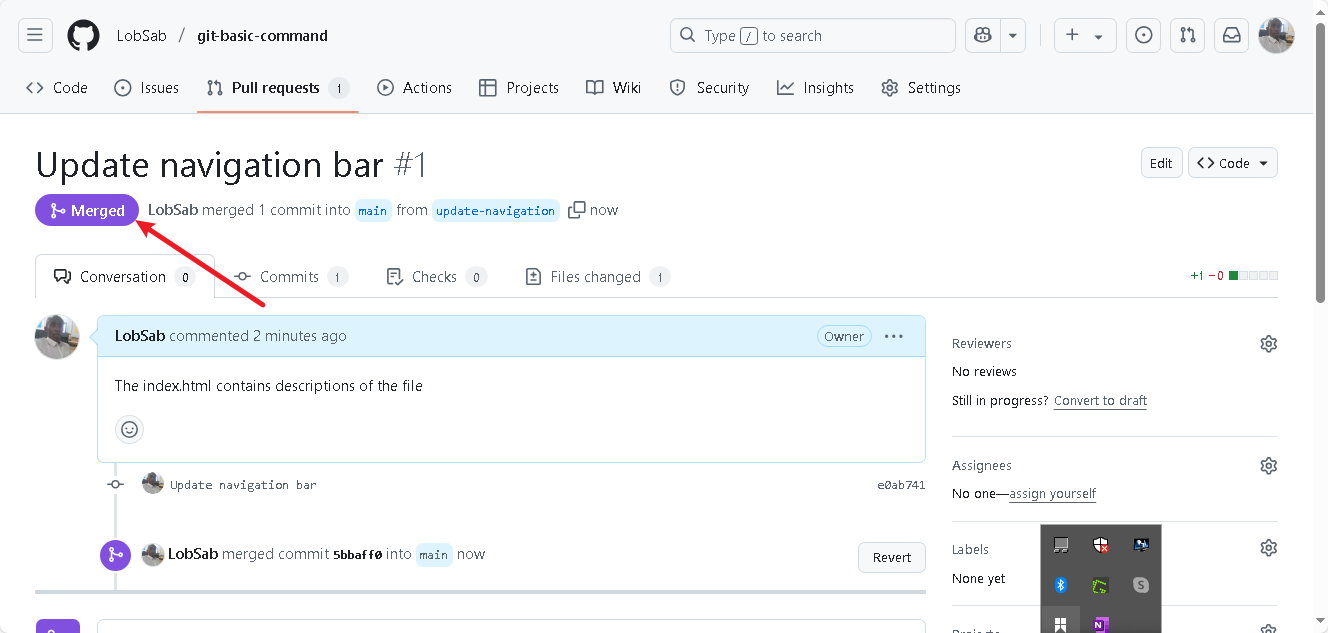 LobSab / git-basic-command
Type / to search
Code
Issues
Pull requests 1
Actions
Projects
Wiki
Security
Insights
Settings
Update navigation bar #1
Edit
Code
Merged
LobSab merged 1 commit into main from update-navigation now
Conversation 0
Commits 1
Checks 0
Files changed 1
+1 −0
LobSab commented 2 minutes ago
Owner
The index.html contains descriptions of the file
Update navigation bar
e0ab741
LobSab merged commit 5bbaff0 into main now
Revert
Reviewers
No reviews
Still in progress? Convert to draft
Assignees
No one—assign yourself
Labels
None yet
Projects